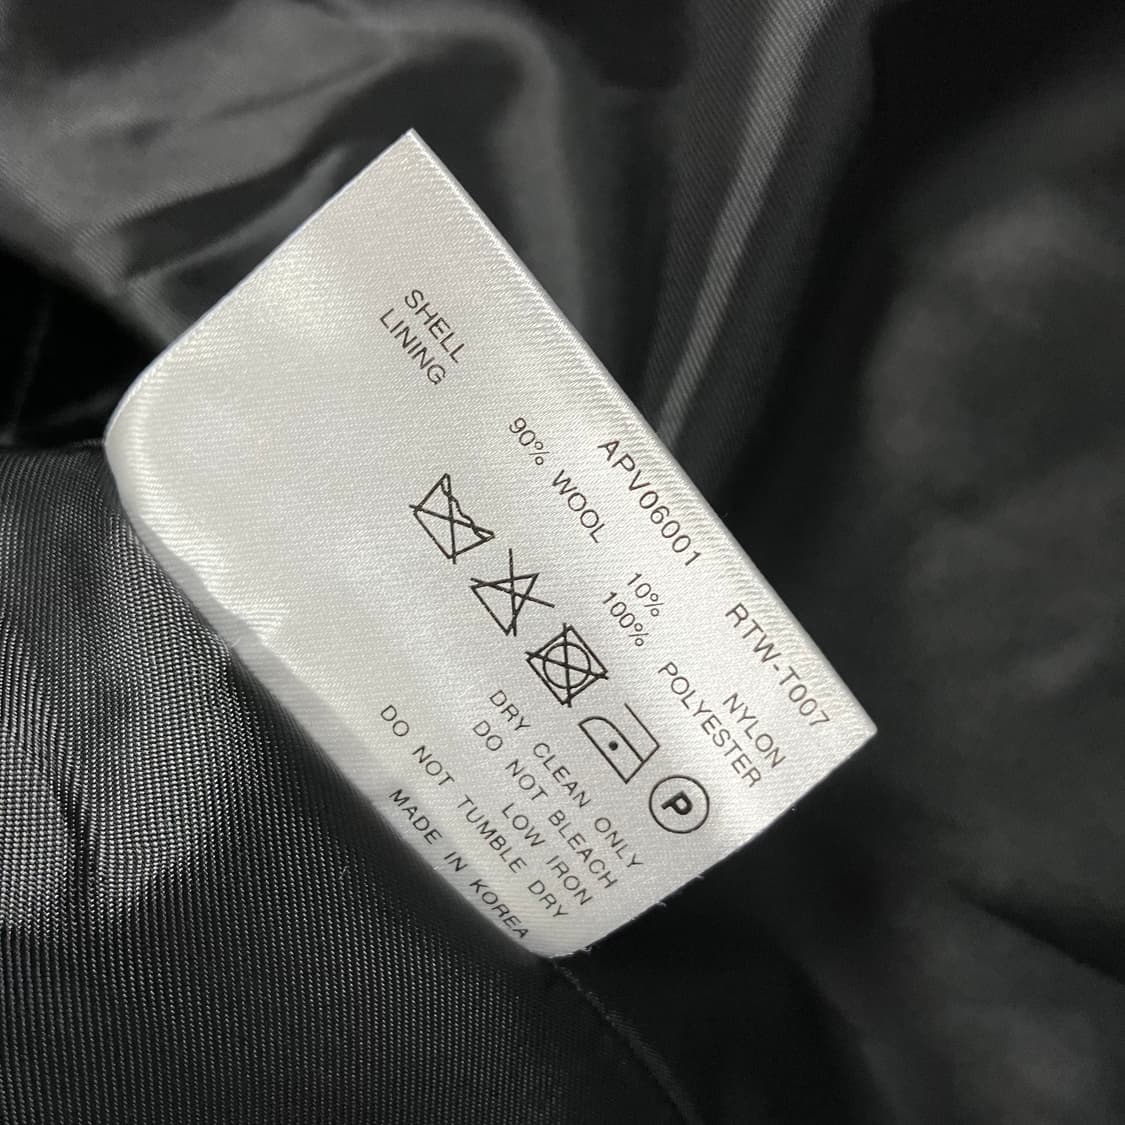 APV06001 RTW-T007
SHELL 90% WOOL 10% NYLON
LINING 100% POLYESTER
P
DRY CLEAN ONLY
DO NOT BLEACH
LOW IRON
DO NOT TUMBLE DRY
MADE IN KOREA